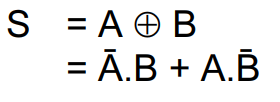 S = A ⊕ B
= Ā.B + A.B̄